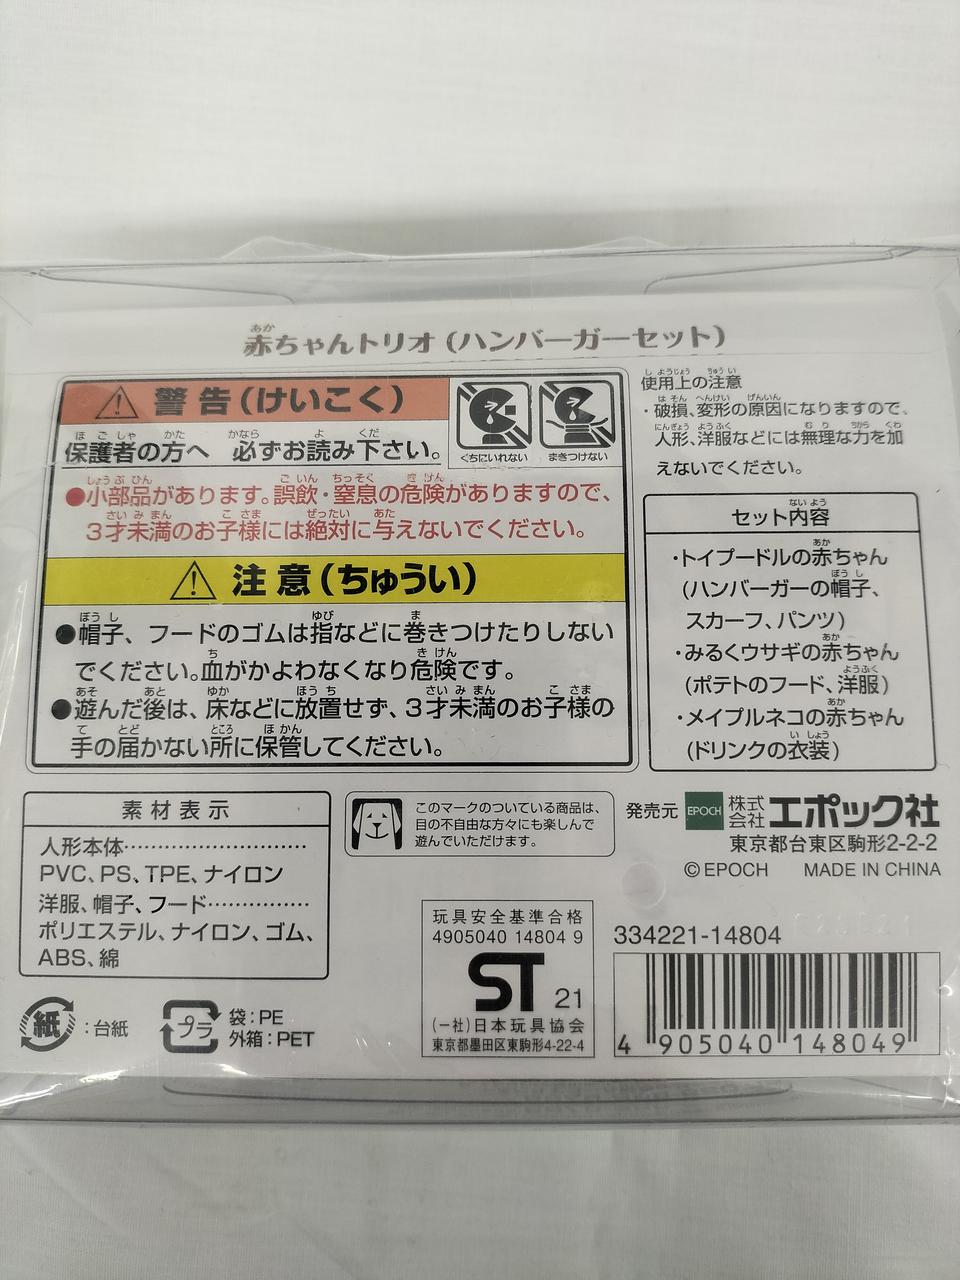 赤ちゃんトリオ（ハンバーガーセット）
警告（けいこく）
保護者の方へ 必ずお読み下さい。
くちにいれない
まきつけない
●小部品があります。誤飲・窒息の危険がありますので、
3才未満のお子様には絶対に与えないでください。
注意（ちゅうい）
●帽子、フードのゴムは指などに巻きつけたりしない
でください。血がかよわなくなり危険です。
●遊んだ後は、床などに放置せず、3才未満のお子様の
手の届かない所に保管してください。
使用上の注意
・破損、変形の原因になりますので、
人形、洋服などには無理な力を加
えないでください。
セット内容
・トイプードルの赤ちゃん
（ハンバーガーの帽子、
スカーフ、パンツ）
・みるくウサギの赤ちゃん
（ポテトのフード、洋服）
・メイプルネコの赤ちゃん
（ドリンクの衣装）
素材表示
人形本体…………………………
PVC、PS、TPE、ナイロン
洋服、帽子、フード……………
ポリエステル、ナイロン、ゴム、
ABS、綿
このマークのついている商品は、
目の不自由な方々にも楽しんで
遊んでいただけます。
発売元 EPOCH 株式会社 エポック社
東京都台東区駒形2-2-2
© EPOCH MADE IN CHINA
紙：台紙
プラ 袋：PE
外箱：PET
玩具安全基準合格
4905040 14804 9
ST 21
(一社)日本玩具協会
東京都墨田区東駒形4-22-4
334221-14804
4 905040 148049